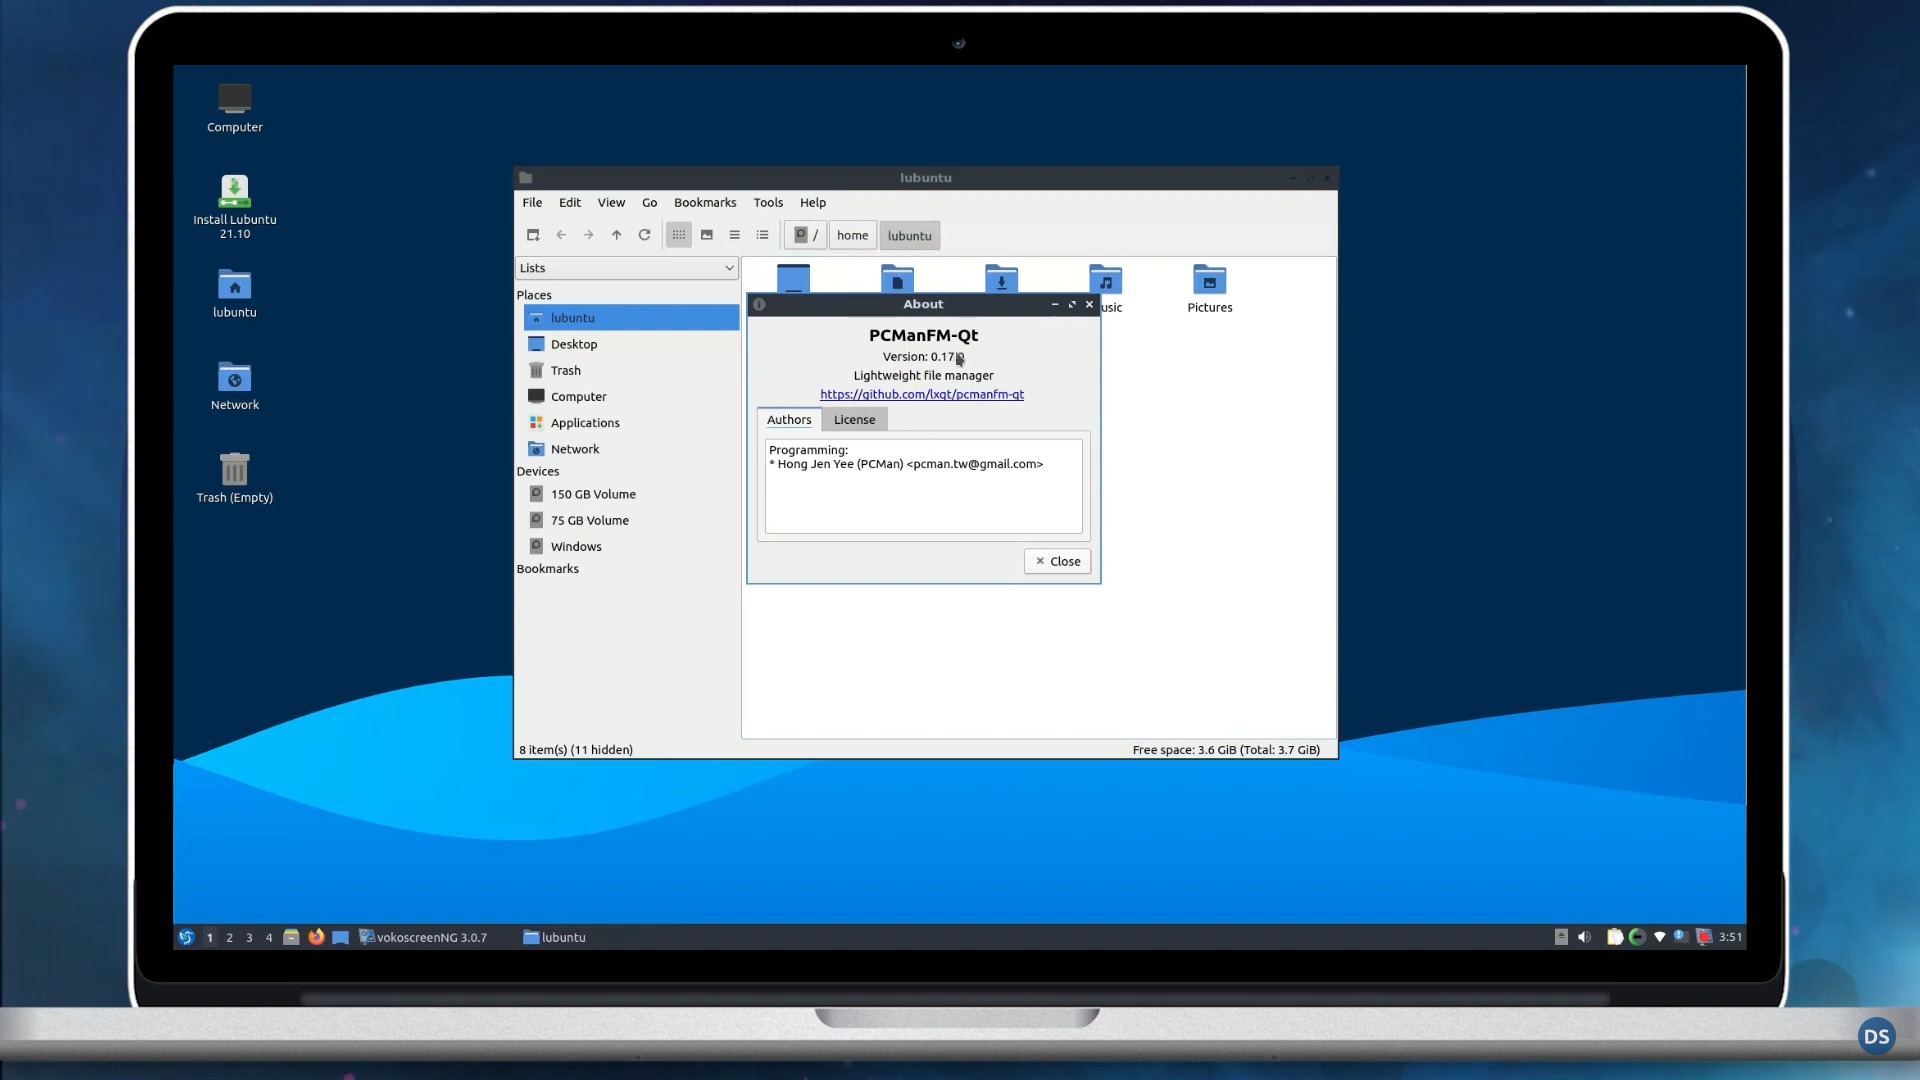 Computer
Install Lubuntu
21.10
lubuntu
Network
Trash (Empty)
lubuntu
File Edit View Go Bookmarks Tools Help
/ home lubuntu
Lists
Places
lubuntu
Desktop
Trash
Computer
Applications
Network
Devices
150 GB Volume
75 GB Volume
Windows
Bookmarks
usic
Pictures
About
PCManFM-Qt
Version: 0.17
Lightweight file manager
https://github.com/lxqt/pcmanfm-qt
Authors License
Programming:
* Hong Jen Yee (PCMan) <pcman.tw@gmail.com>
Close
8 item(s) (11 hidden)
Free space: 3.6 GiB (Total: 3.7 GiB)
1 2 3 4 vokoscreenNG 3.0.7 lubuntu 3:51
DS